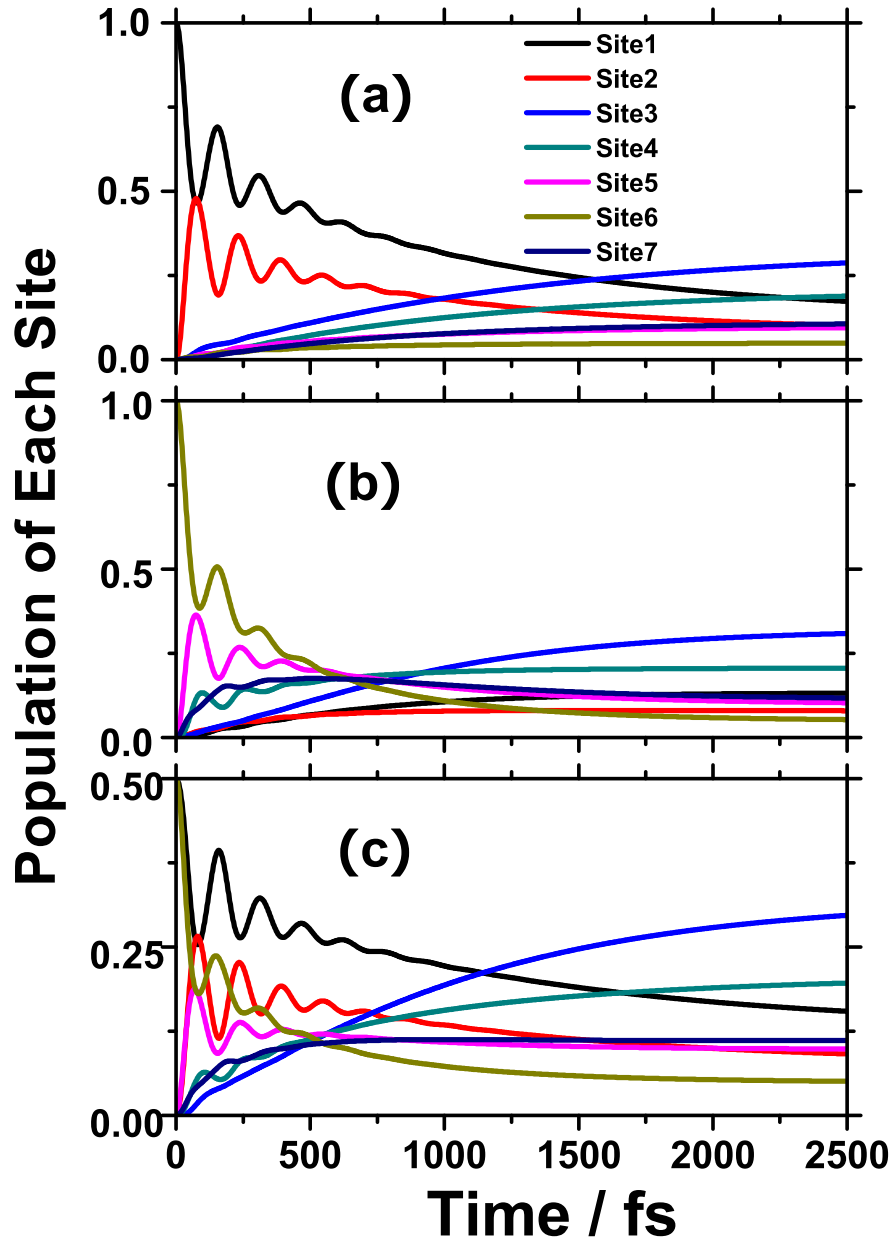 Population of Each Site
1.0
0.5
0.0
(a)
Site1
Site2
Site3
Site4
Site5
Site6
Site7
1.0
0.5
0.0
(b)
0.50
0.25
0.00
(c)
0 500 1000 1500 2000 2500
Time / fs